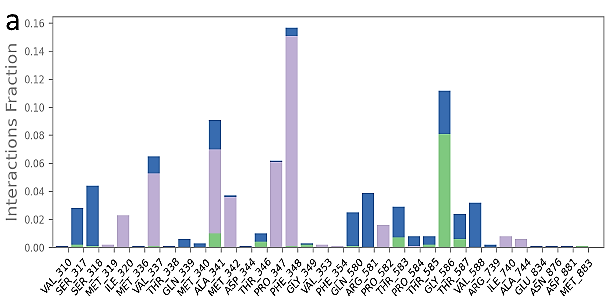 a
Interactions Fraction
0.16
0.14
0.12
0.10
0.08
0.06
0.04
0.02
0.00
VAL_310
SER_317
SER_318
MET_319
ILE_320
MET_336
VAL_337
THR_338
GLN_339
MET_340
ALA_341
MET_342
ASP_344
THR_346
PRO_347
PHE_348
GLY_349
VAL_353
PHE_354
GLN_580
ARG_581
PRO_582
THR_583
PRO_584
THR_585
GLY_586
THR_587
VAL_588
ARG_739
ILE_740
ALA_744
GLU_834
ASN_876
ASP_881
MET_883